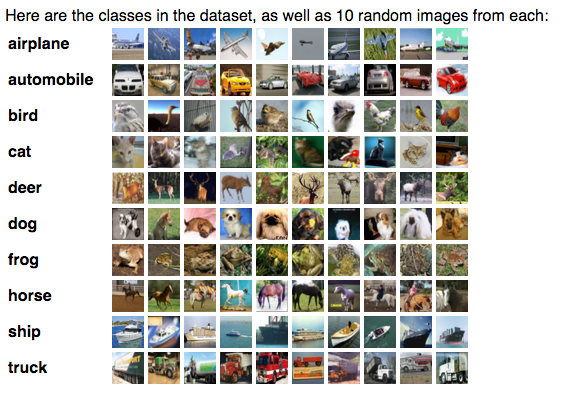 Here are the classes in the dataset, as well as 10 random images from each:
airplane
automobile
bird
cat
deer
dog
frog
horse
ship
truck